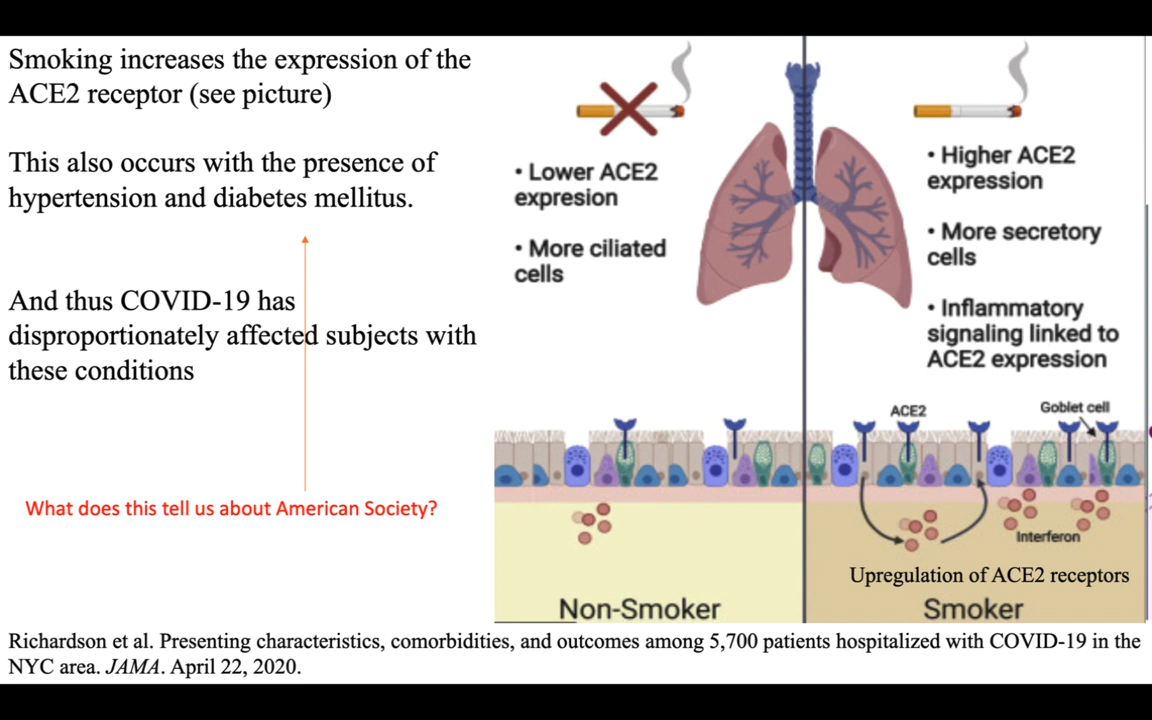 Smoking increases the expression of the
ACE2 receptor (see picture)
This also occurs with the presence of
hypertension and diabetes mellitus.
And thus COVID-19 has
disproportionately affected subjects with
these conditions
What does this tell us about American Society?
• Lower ACE2
expresion
• More ciliated
cells
• Higher ACE2
expression
• More secretory
cells
• Inflammatory
signaling linked to
ACE2 expression
ACE2
Goblet cell
Interferon
Upregulation of ACE2 receptors
Non-Smoker
Smoker
Richardson et al. Presenting characteristics, comorbidities, and outcomes among 5,700 patients hospitalized with COVID-19 in the
NYC area. JAMA. April 22, 2020.